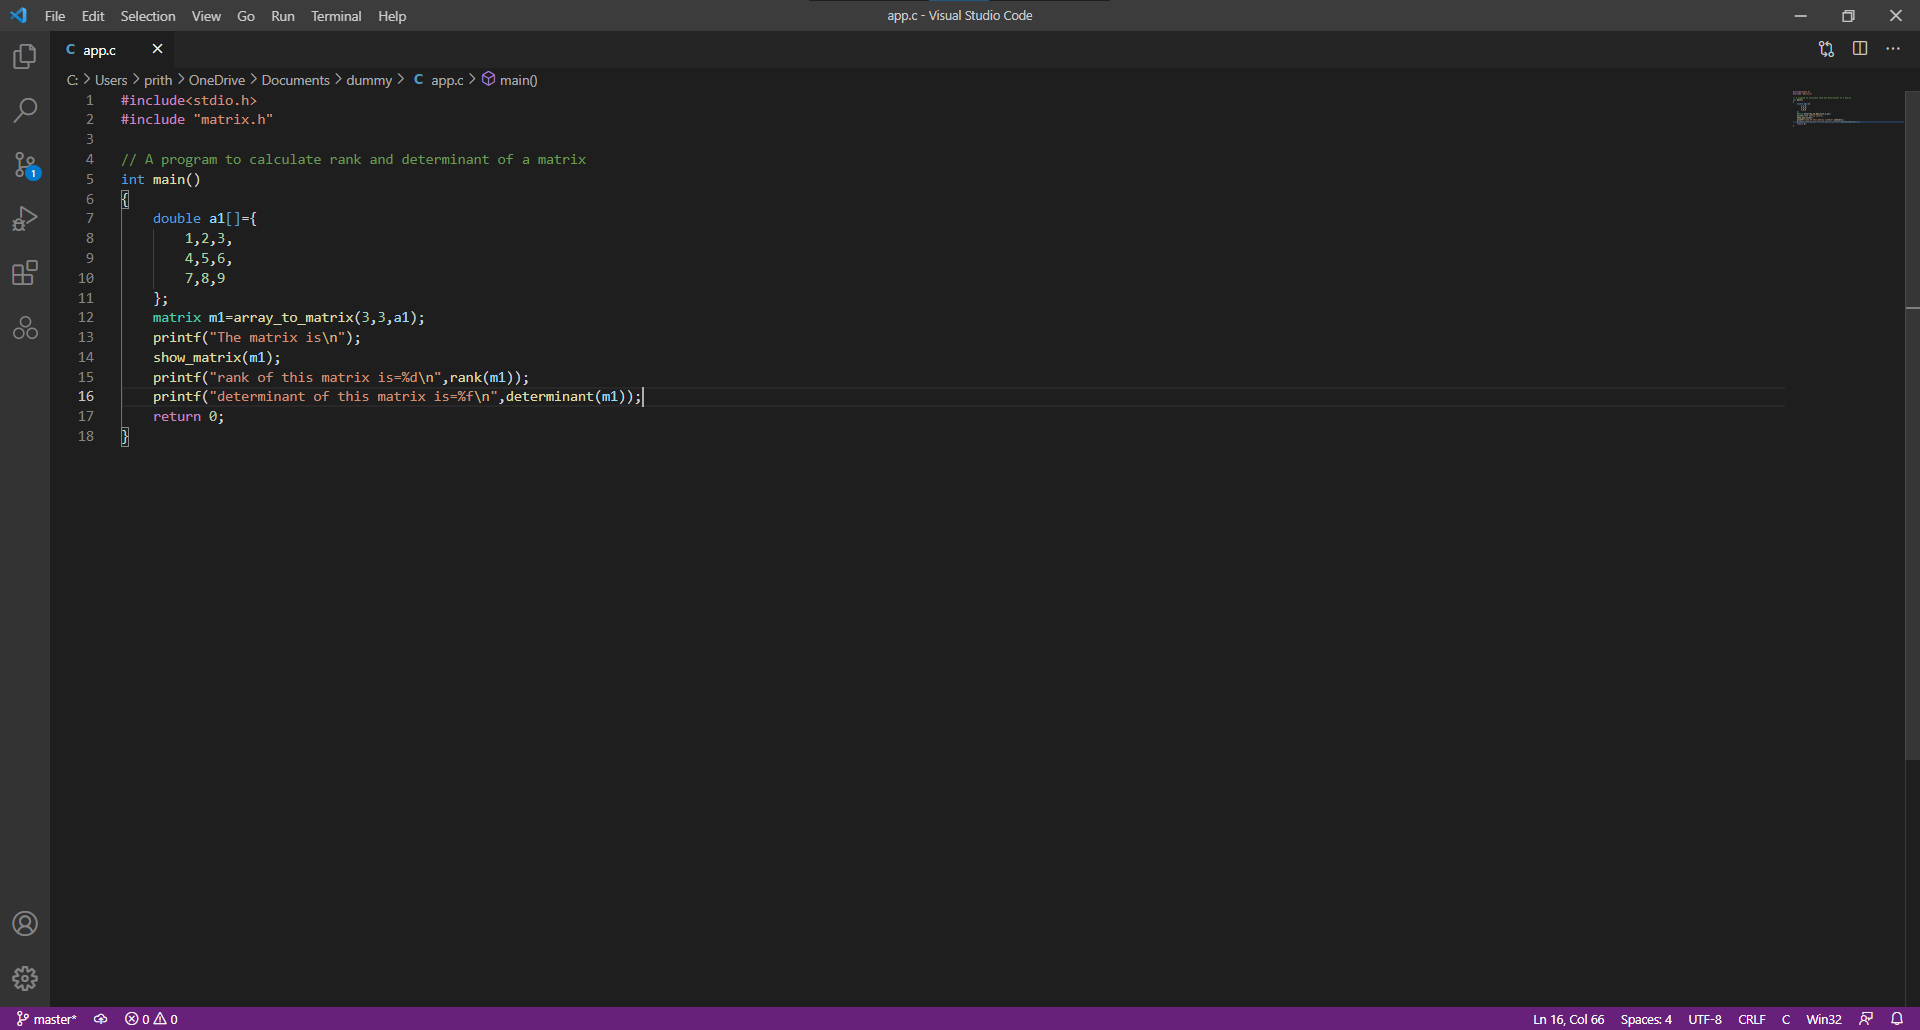 File Edit Selection View Go Run Terminal Help
app.c - Visual Studio Code
C app.c
C: > Users > prith > OneDrive > Documents > dummy > C app.c > main()
1 #include<stdio.h>
2 #include "matrix.h"
3
4 // A program to calculate rank and determinant of a matrix
5 int main()
6 {
7     double a1[]={
8         1,2,3,
9         4,5,6,
10         7,8,9
11     };
12     matrix m1=array_to_matrix(3,3,a1);
13     printf("The matrix is\n");
14     show_matrix(m1);
15     printf("rank of this matrix is=%d\n",rank(m1));
16     printf("determinant of this matrix is=%f\n",determinant(m1));
17     return 0;
18 }
1
master* 0 0 Ln 16, Col 66 Spaces: 4 UTF-8 CRLF C Win32